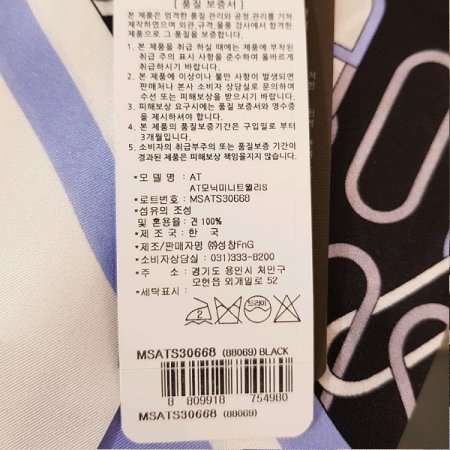 [ 품질 보증서 ]
본 제품은 엄격한 품질 관리와 공정 관리를 거쳐
제작하였으며 외관,규격 물품 검사에서 합격한
제품으로 그 품질을 보증합니다.
1. 본 제품을 취급 하실 때에는 제품에 부착된
취급 주의 표시 사항을 준수하여 올바르게
취급하시기 바랍니다.
2. 본 제품에 이상이나 불만 사항이 발생되면
판매처나 본사 소비자 상담실로 문의하여
수선 또는 피해보상을 받으시기 바랍니다.
3. 피해보상 요구시에는 품질 보증서와 영수증
을 제시하셔야 합니다.
4. 본 제품의 품질보증기간은 구입일로 부터
3개월입니다.
5. 소비자의 취급부주의 또는 품질보증 기간이
경과된 제품은 피해보상 책임을지지 않습니다.
*모 델 명 : AT
AT모닉미니트윌리S
*로트번호 : MSATS30668
*섬유의 조성
및 혼용율 : 견 100%
*제 조 국 : 한 국
*제조/판매자명 ㈜성창FnG
*소비자상담실 : 031)333-8200
*주 소 : 경기도 용인시 처인구
모현읍 외개일로 52
*세탁표시 :
2 드라이
MSATS30668 (88069) BLACK
8 809918 754980
MSATS30668 (88069)